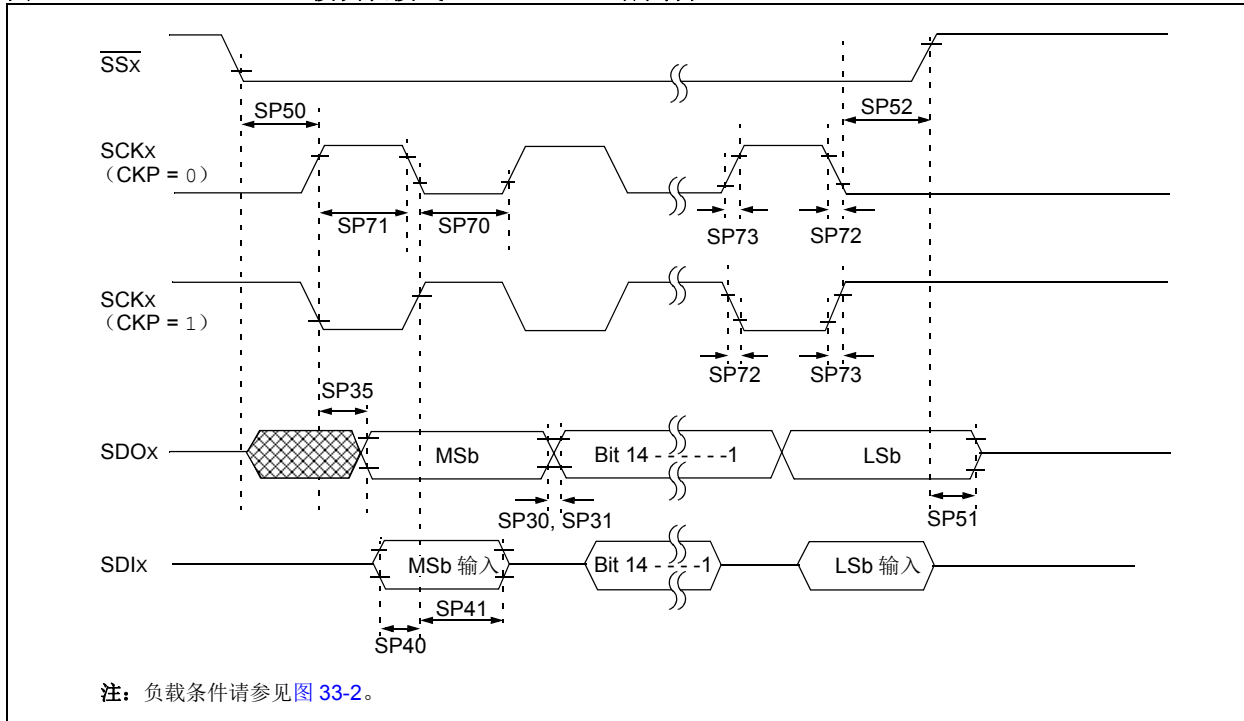 SSx
SP50
SP52
SCKx
（CKP = 0）
SP71
SP70
SP73
SP72
SCKx
（CKP = 1）
SP72
SP73
SP35
SDOx
MSb
Bit 14 - - - - - -1
LSb
SP30, SP31
SP51
SDIx
MSb 输入
Bit 14 - - - -1
LSb 输入
SP41
SP40
注：负载条件请参见图 33-2。